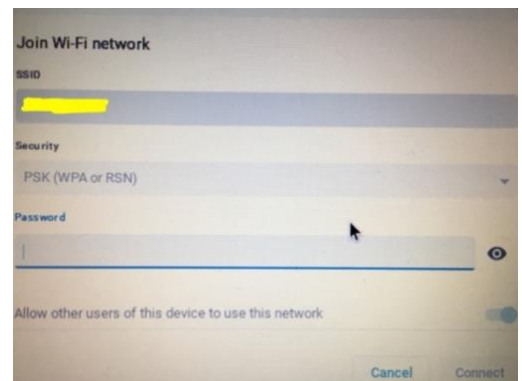 Join Wi-Fi network
SSID
Security
PSK (WPA or RSN)
Password
Allow other users of this device to use this network
Cancel
Connect